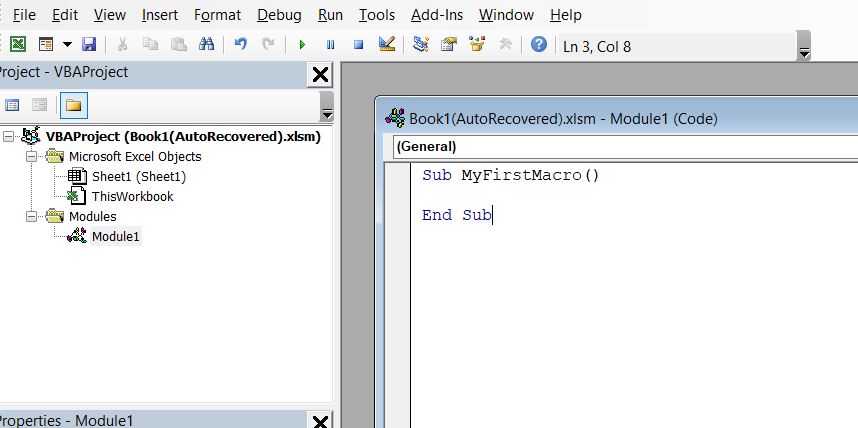 File Edit View Insert Format Debug Run Tools Add-Ins Window Help
Ln 3, Col 8
Project - VBAProject
VBAProject (Book1(AutoRecovered).xlsm)
Microsoft Excel Objects
Sheet1 (Sheet1)
ThisWorkbook
Modules
Module1
Properties - Module1
Book1(AutoRecovered).xlsm - Module1 (Code)
(General)
Sub MyFirstMacro()
End Sub